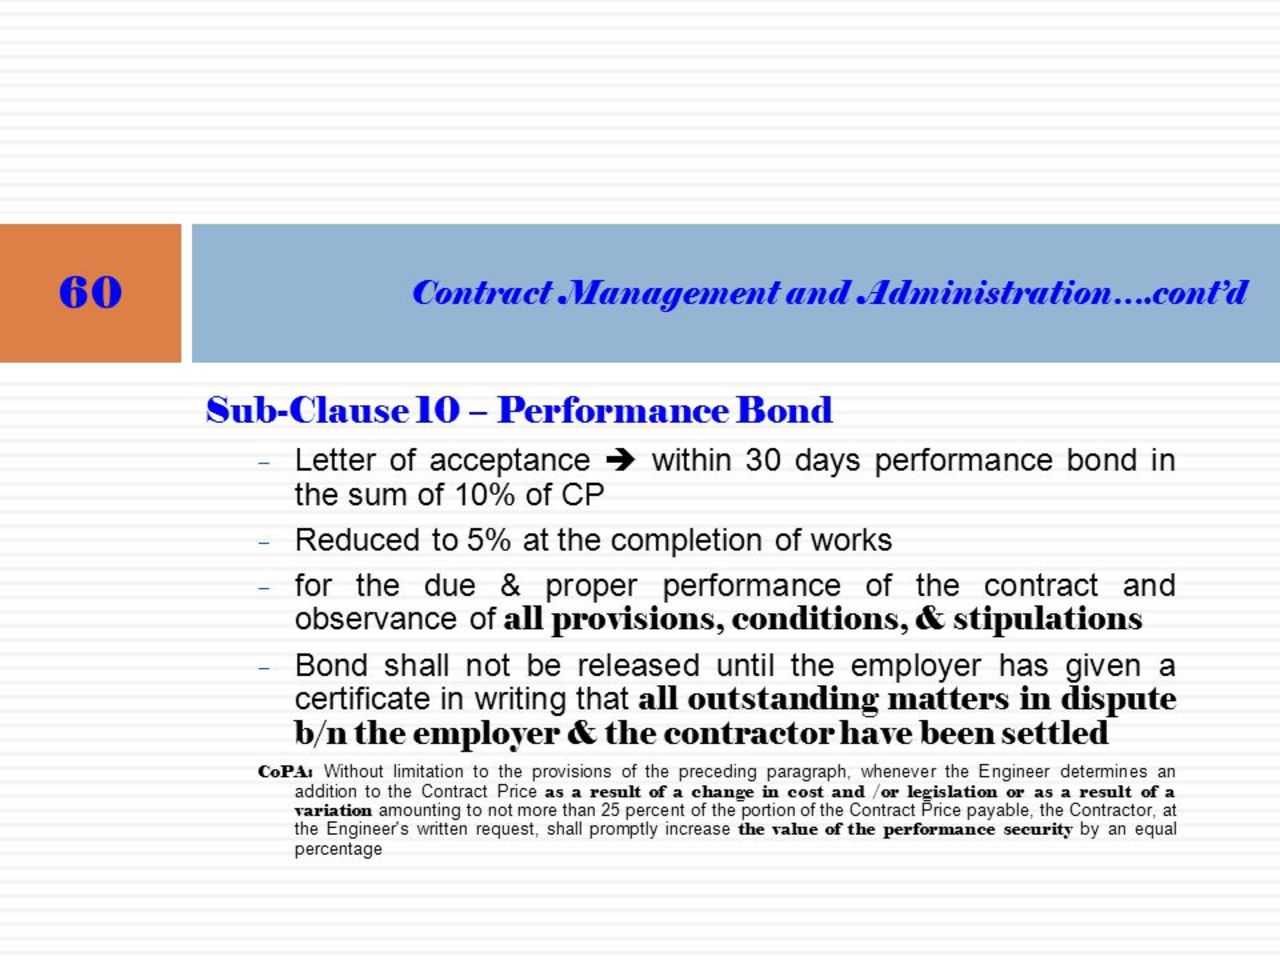 60
Contract Management and Administration….cont’d
Sub-Clause 10 – Performance Bond
– Letter of acceptance ➔ within 30 days performance bond in
the sum of 10% of CP
– Reduced to 5% at the completion of works
– for the due & proper performance of the contract and
observance of all provisions, conditions, & stipulations
– Bond shall not be released until the employer has given a
certificate in writing that all outstanding matters in dispute
b/n the employer & the contractor have been settled
CoPA: Without limitation to the provisions of the preceding paragraph, whenever the Engineer determines an
addition to the Contract Price as a result of a change in cost and /or legislation or as a result of a
variation amounting to not more than 25 percent of the portion of the Contract Price payable, the Contractor, at
the Engineer's written request, shall promptly increase the value of the performance security by an equal
percentage